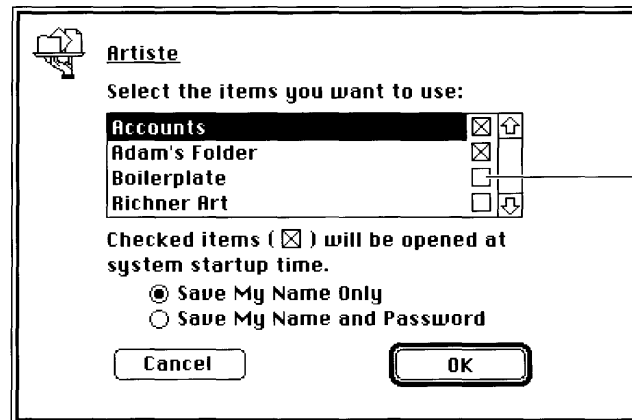 Artiste
Select the items you want to use:
Accounts
Adam's Folder
Boilerplate
Richner Art
Checked items ( ☒ ) will be opened at
system startup time.
Save My Name Only
Save My Name and Password
Cancel
OK